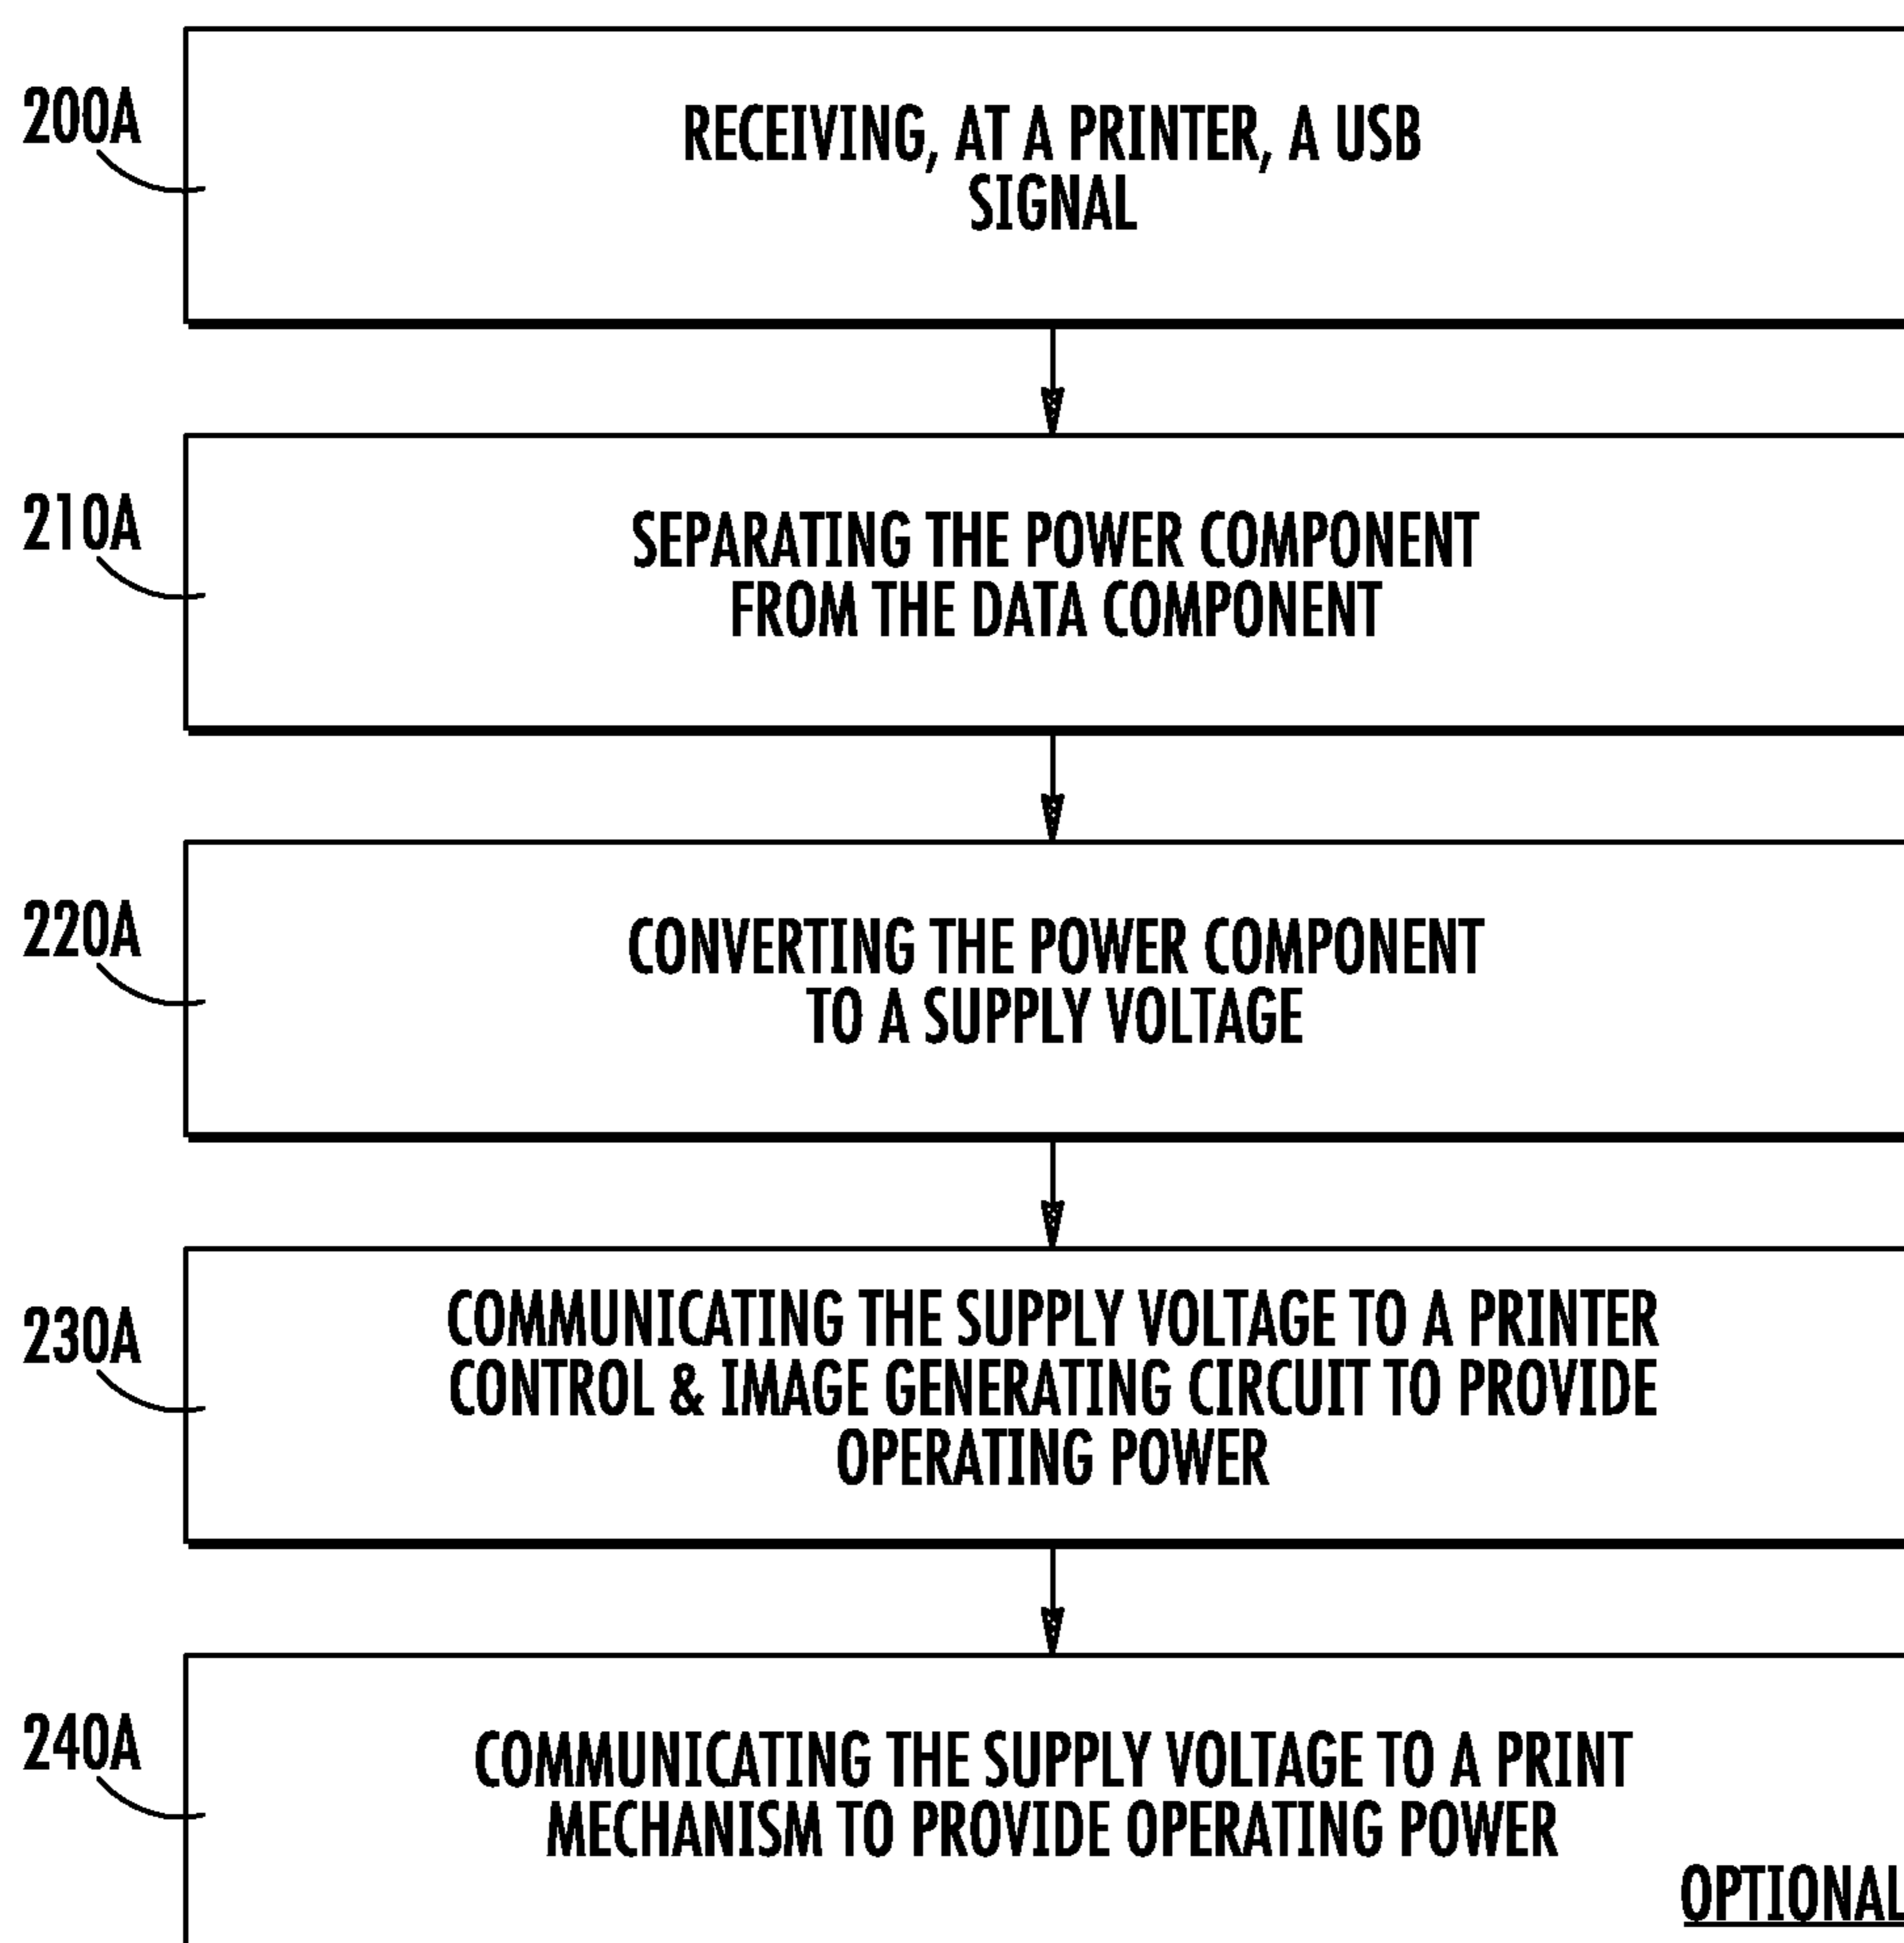 200A
RECEIVING, AT A PRINTER, A USB
SIGNAL
210A
SEPARATING THE POWER COMPONENT
FROM THE DATA COMPONENT
220A
CONVERTING THE POWER COMPONENT
TO A SUPPLY VOLTAGE
230A
COMMUNICATING THE SUPPLY VOLTAGE TO A PRINTER
CONTROL & IMAGE GENERATING CIRCUIT TO PROVIDE
OPERATING POWER
240A
COMMUNICATING THE SUPPLY VOLTAGE TO A PRINT
MECHANISM TO PROVIDE OPERATING POWER
OPTIONAL